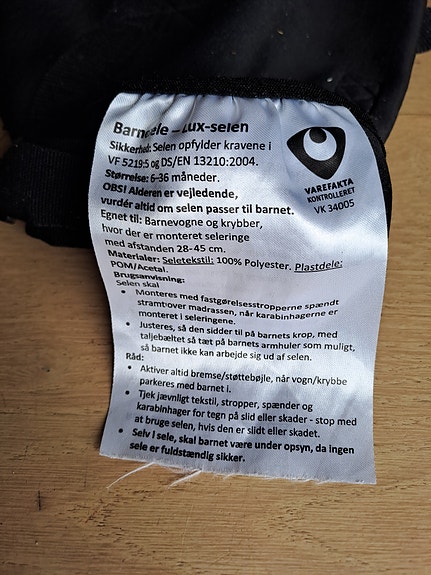 Barnesele – Lux-selen
Sikkerhed: Selen opfylder kravene i
VF 5219:5 og DS/EN 13210:2004.
Størrelse: 6-36 måneder.
OBS! Alderen er vejledende,
vurdér altid om selen passer til barnet.
Egnet til: Barnevogne og krybber,
hvor der er monteret seleringe
med afstanden 28-45 cm.
Materialer: Seletekstil: 100% Polyester. Plastdele:
POM/Acetal.
Brugsanvisning:
Selen skal
• Monteres med fastgørelsesstropperne spændt
stramt over madrassen, når karabinhagerne er
monteret i seleringene.
• Justeres, så den sidder til på barnets krop, med
taljebæltet så tæt på barnets armhuler som muligt,
så barnet ikke kan arbejde sig ud af selen.
Råd:
• Aktiver altid bremse/støttebøjle, når vogn/krybbe
parkeres med barnet i.
• Tjek jævnligt tekstil, stropper, spænder og
karabinhager for tegn på slid eller skader - stop med
at bruge selen, hvis den er slidt eller skadet.
• Selv i sele, skal barnet være under opsyn, da ingen
sele er fuldstændig sikker.
VAREFAKTA
KONTROLLERET
VK 34005